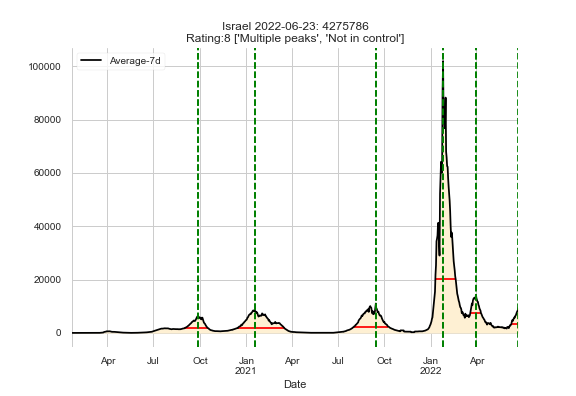 Israel 2022-06-23: 4275786
Rating:8 ['Multiple peaks', 'Not in control']
Average-7d
100000
80000
60000
40000
20000
0
Apr Jul Oct Jan Apr Jul Oct Jan Apr
2021 2022
Date